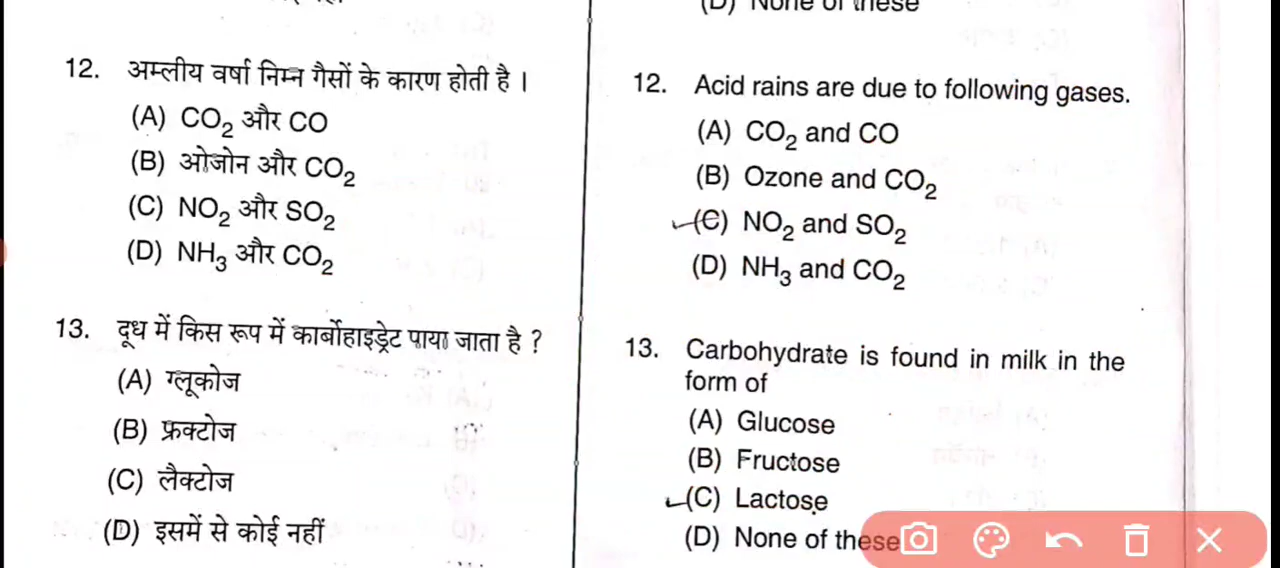 12. अम्लीय वर्षा निम्न गैसों के कारण होती है ।
(A) CO₂ और CO
(B) ओजोन और CO₂
(C) NO₂ और SO₂
(D) NH₃ और CO₂
13. दूध में किस रूप में कार्बोहाइड्रेट पाया जाता है ?
(A) ग्लूकोज
(B) फ्रक्टोज
(C) लैक्टोज
(D) इसमें से कोई नहीं
(D) None of these
12. Acid rains are due to following gases.
(A) CO₂ and CO
(B) Ozone and CO₂
(C) NO₂ and SO₂
(D) NH₃ and CO₂
13. Carbohydrate is found in milk in the
form of
(A) Glucose
(B) Fructose
(C) Lactose
(D) None of these